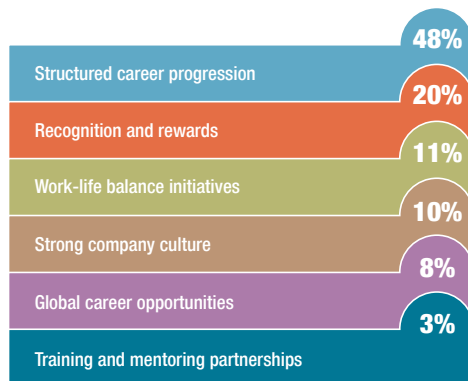 48%
Structured career progression
20%
Recognition and rewards
11%
Work-life balance initiatives
10%
Strong company culture
8%
Global career opportunities
3%
Training and mentoring partnerships